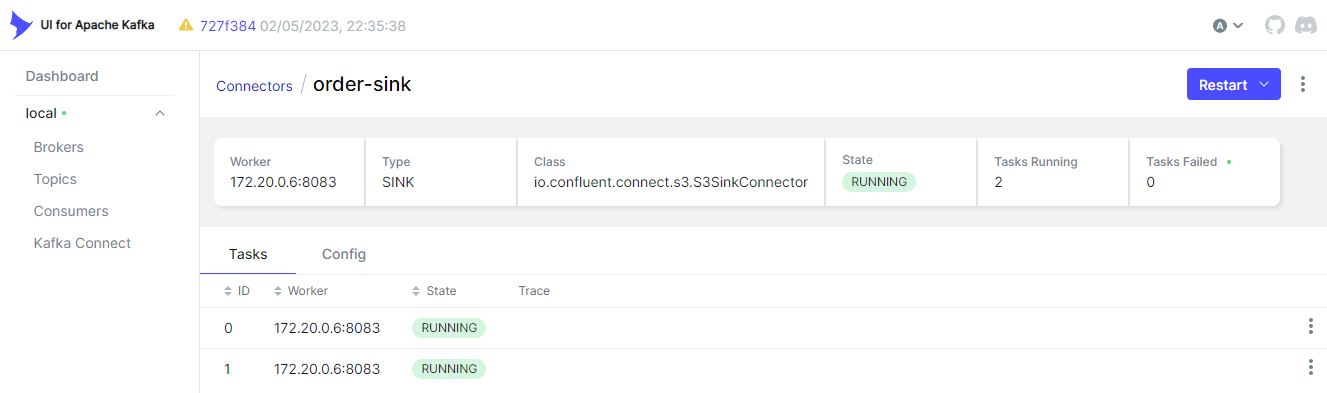 UI for Apache Kafka 727f384 02/05/2023, 22:35:38 A
Dashboard
local
Brokers
Topics
Consumers
Kafka Connect
Connectors / order-sink
Restart
Worker
172.20.0.6:8083
Type
SINK
Class
io.confluent.connect.s3.S3SinkConnector
State
RUNNING
Tasks Running
2
Tasks Failed
0
Tasks Config
ID Worker State Trace
0 172.20.0.6:8083 RUNNING
1 172.20.0.6:8083 RUNNING